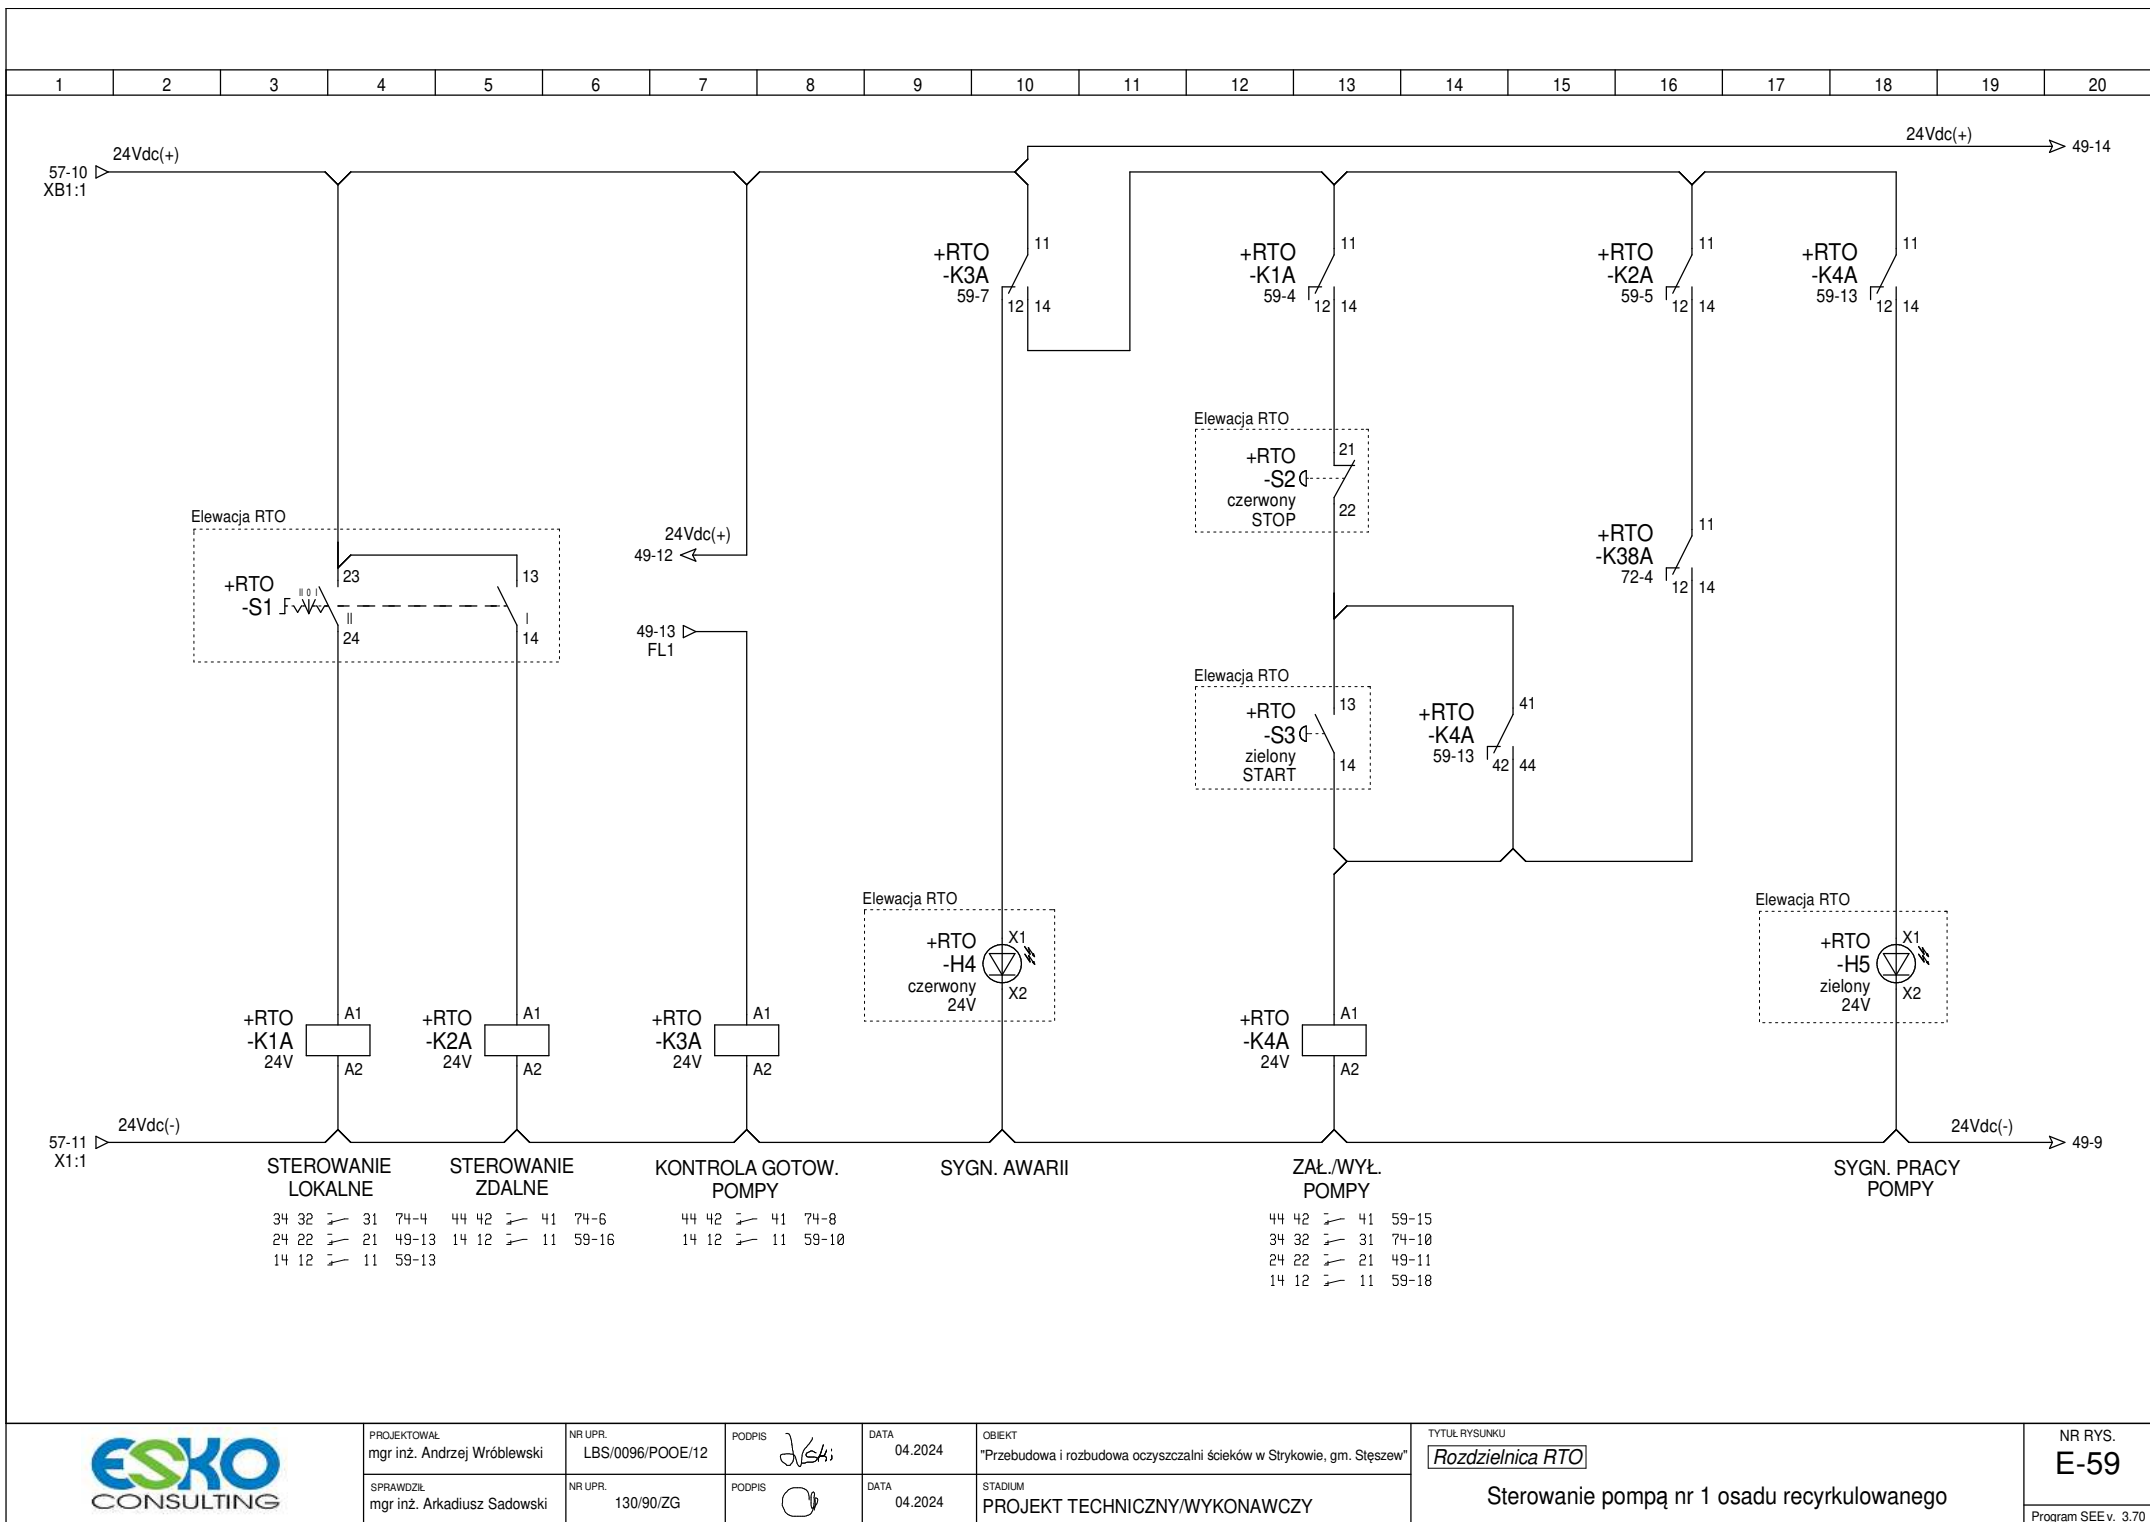 1 2 3 4 5 6 7 8 9 10 11 12 13 14 15 16 17 18 19 20
24Vdc(+)
57-10
XB1:1
24Vdc(+)
49-14
+RTO
-K3A
59-7
11
12 14
+RTO
-K1A
59-4
11
12 14
+RTO
-K2A
59-5
11
12 14
+RTO
-K4A
59-13
11
12 14
Elewacja RTO
+RTO
-S2
czerwony
STOP
21
22
Elewacja RTO
+RTO
-S1
II 0 I
23
II
24
13
I
14
24Vdc(+)
49-12
49-13
FL1
+RTO
-K38A
72-4
11
12 14
Elewacja RTO
+RTO
-S3
zielony
START
13
14
+RTO
-K4A
59-13
41
42 44
Elewacja RTO
+RTO
-H4
czerwony
24V
X1
X2
Elewacja RTO
+RTO
-H5
zielony
24V
X1
X2
+RTO
-K1A
24V
A1
A2
+RTO
-K2A
24V
A1
A2
+RTO
-K3A
24V
A1
A2
+RTO
-K4A
24V
A1
A2
24Vdc(-)
57-11
X1:1
24Vdc(-)
49-9
STEROWANIE
LOKALNE
34 32 31 74-4
24 22 21 49-13
14 12 11 59-13
STEROWANIE
ZDALNE
44 42 41 74-6
14 12 11 59-16
KONTROLA GOTOW.
POMPY
44 42 41 74-8
14 12 11 59-10
SYGN. AWARII
ZAŁ./WYŁ.
POMPY
44 42 41 59-15
34 32 31 74-10
24 22 21 49-11
14 12 11 59-18
SYGN. PRACY
POMPY
ESKO
CONSULTING
PROJEKTOWAŁ
mgr inż. Andrzej Wróblewski
NR UPR.
LBS/0096/POOE/12
PODPIS
DATA
04.2024
SPRAWDZIŁ
mgr inż. Arkadiusz Sadowski
NR UPR.
130/90/ZG
PODPIS
DATA
04.2024
OBIEKT
"Przebudowa i rozbudowa oczyszczalni ścieków w Strykowie, gm. Stęszew"
STADIUM
PROJEKT TECHNICZNY/WYKONAWCZY
TYTUŁ RYSUNKU
Rozdzielnica RTO
Sterowanie pompą nr 1 osadu recyrkulowanego
NR RYS.
E-59
Program SEE v. 3.70